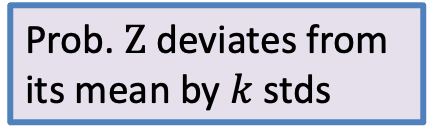 Prob. Z deviates from
its mean by k stds